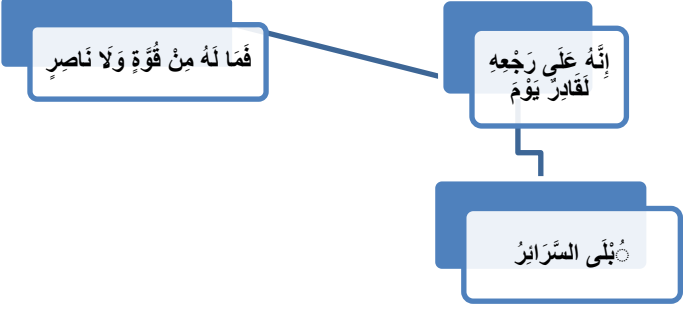 إِنَّهُ عَلَى رَجْعِهِ
لَقَادِرٌ يَوْمَ
ُبْلَى السَّرَائِرُ
فَمَا لَهُ مِنْ قُوَّةٍ وَلَا نَاصِرٍ